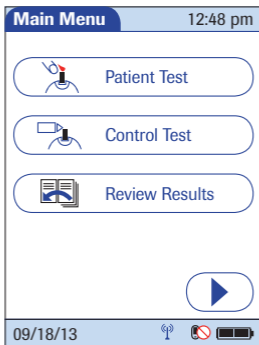 Main Menu 12:48 pm
Patient Test
Control Test
Review Results
09/18/13